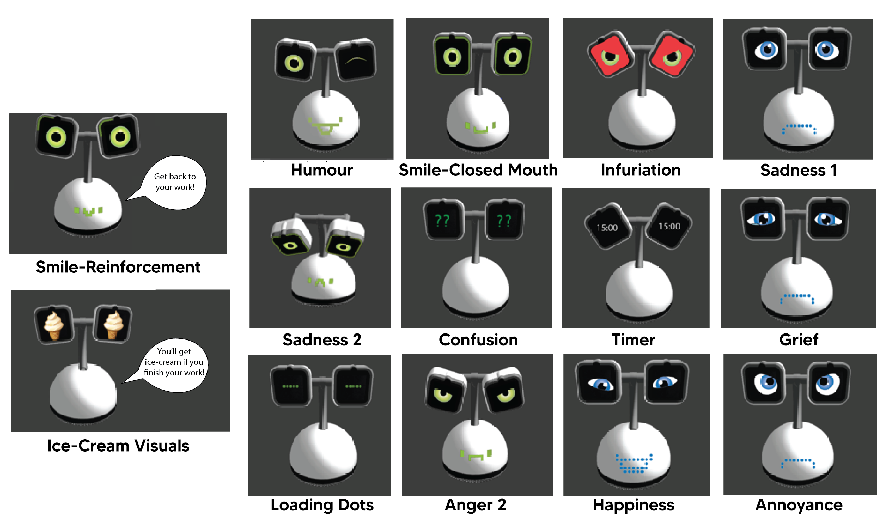 Get back to
your work!
Smile-Reinforcement
You'll get
ice-cream if you
finish your work!
Ice-Cream Visuals
Humour
Smile-Closed Mouth
Infuriation
Sadness 1
??
??
15:00
15:00
Sadness 2
Confusion
Timer
Grief
Loading Dots
Anger 2
Happiness
Annoyance